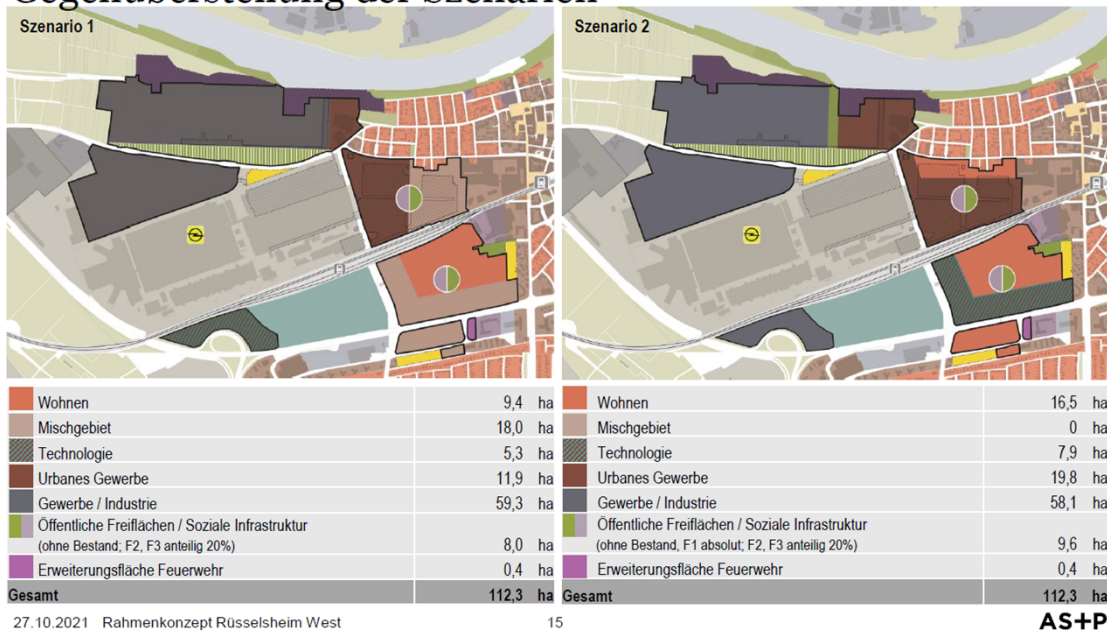 Gegenüberstellung der Szenarien
Szenario 1
Wohnen 9,4 ha
Mischgebiet 18,0 ha
Technologie 5,3 ha
Urbanes Gewerbe 11,9 ha
Gewerbe / Industrie 59,3 ha
Öffentliche Freiflächen / Soziale Infrastruktur
(ohne Bestand; F2, F3 anteilig 20%) 8,0 ha
Erweiterungsfläche Feuerwehr 0,4 ha
Gesamt 112,3 ha
Szenario 2
Wohnen 16,5 ha
Mischgebiet 0 ha
Technologie 7,9 ha
Urbanes Gewerbe 19,8 ha
Gewerbe / Industrie 58,1 ha
Öffentliche Freiflächen / Soziale Infrastruktur
(ohne Bestand, F1 absolut; F2, F3 anteilig 20%) 9,6 ha
Erweiterungsfläche Feuerwehr 0,4 ha
Gesamt 112,3 ha
27.10.2021 Rahmenkonzept Rüsselsheim West 15 AS+P